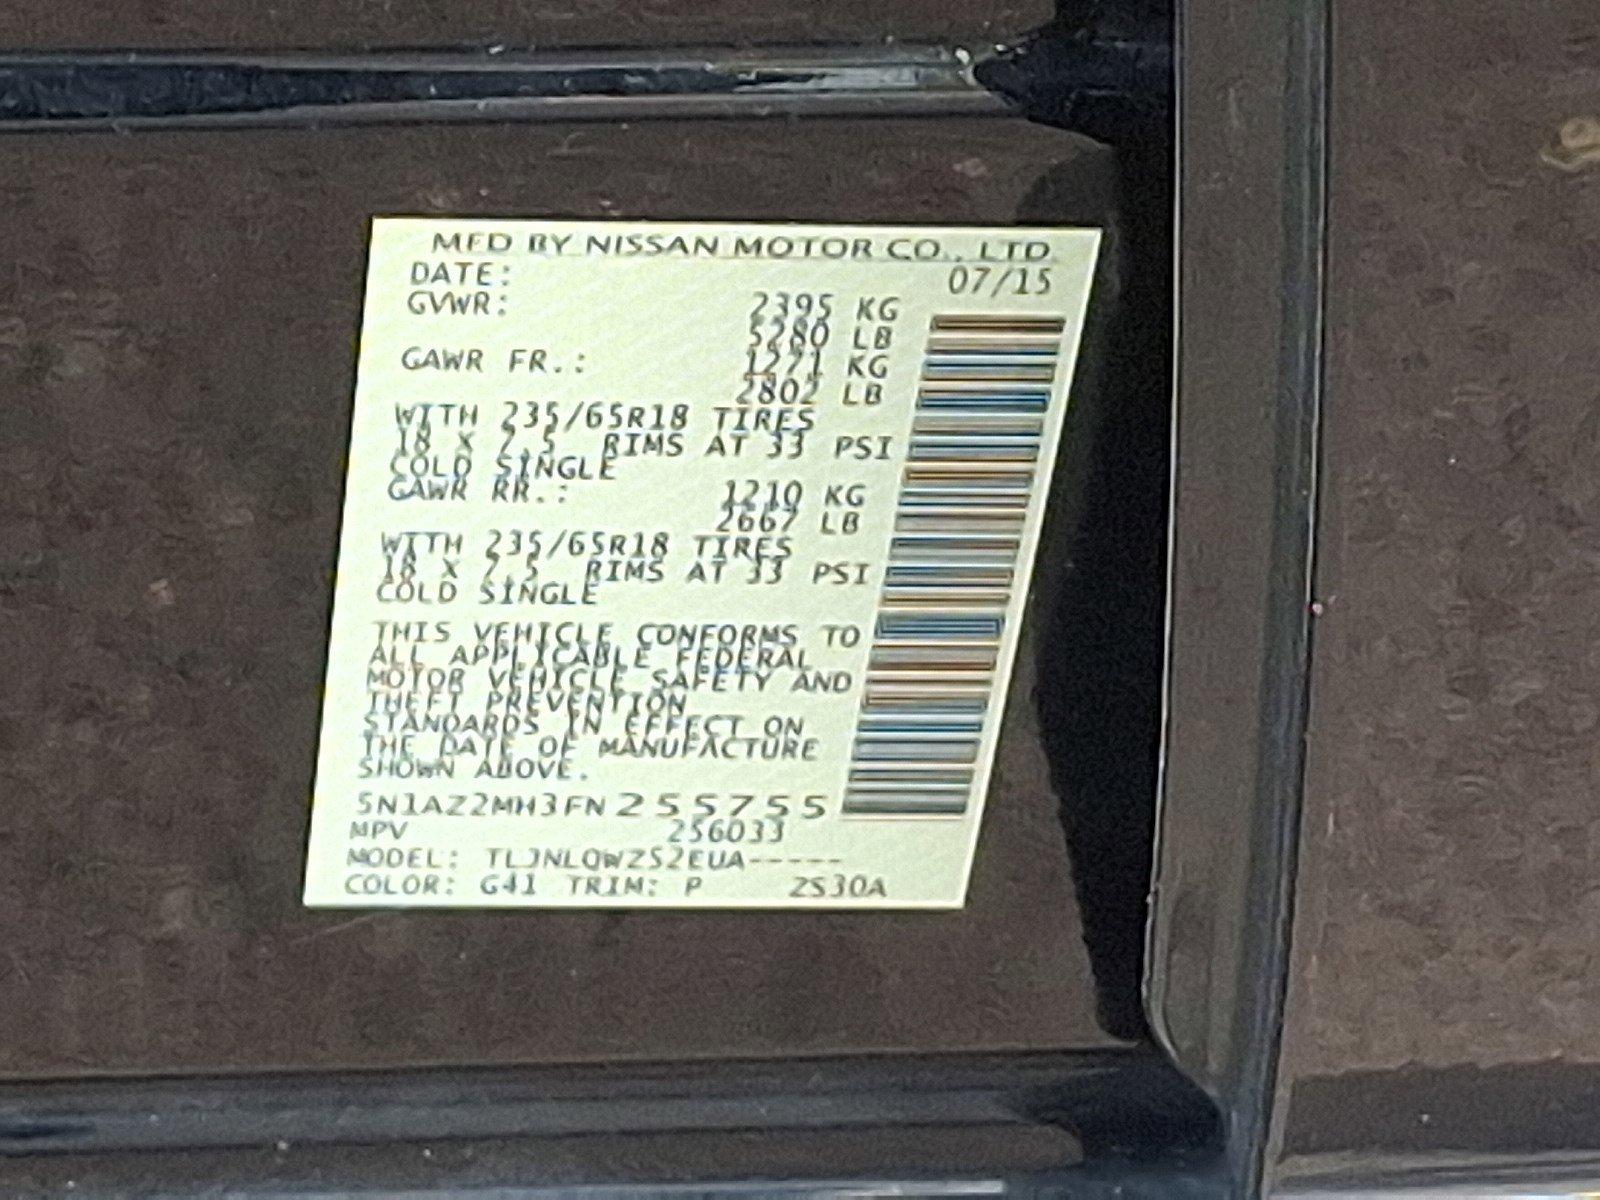 MFD BY NISSAN MOTOR CO., LTD.
DATE: 07/15
GVWR: 2395 KG
5280 LB
GAWR FR.: 1271 KG
2802 LB
WITH 235/65R18 TIRES
18 X 7.5 RIMS AT 33 PSI
COLD SINGLE
GAWR RR.: 1210 KG
2667 LB
WITH 235/65R18 TIRES
18 X 7.5 RIMS AT 33 PSI
COLD SINGLE
THIS VEHICLE CONFORMS TO
ALL APPLICABLE FEDERAL
MOTOR VEHICLE SAFETY AND
THEFT PREVENTION
STANDARDS IN EFFECT ON
THE DATE OF MANUFACTURE
SHOWN ABOVE.
5N1AZ2MH3FN255755
MPV 256033
MODEL: TLJNLQWZ52EUA-----
COLOR: G41 TRIM: P ZS30A